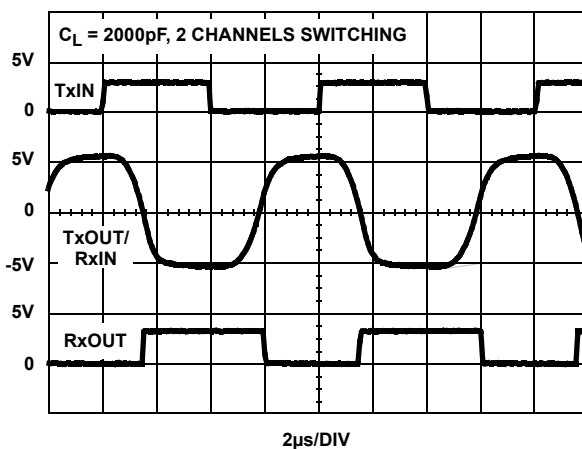 C_L = 2000pF, 2 CHANNELS SWITCHING
5V
TxIN
0
5V
0
TxOUT/
RxIN
-5V
5V
RxOUT
0
2µs/DIV